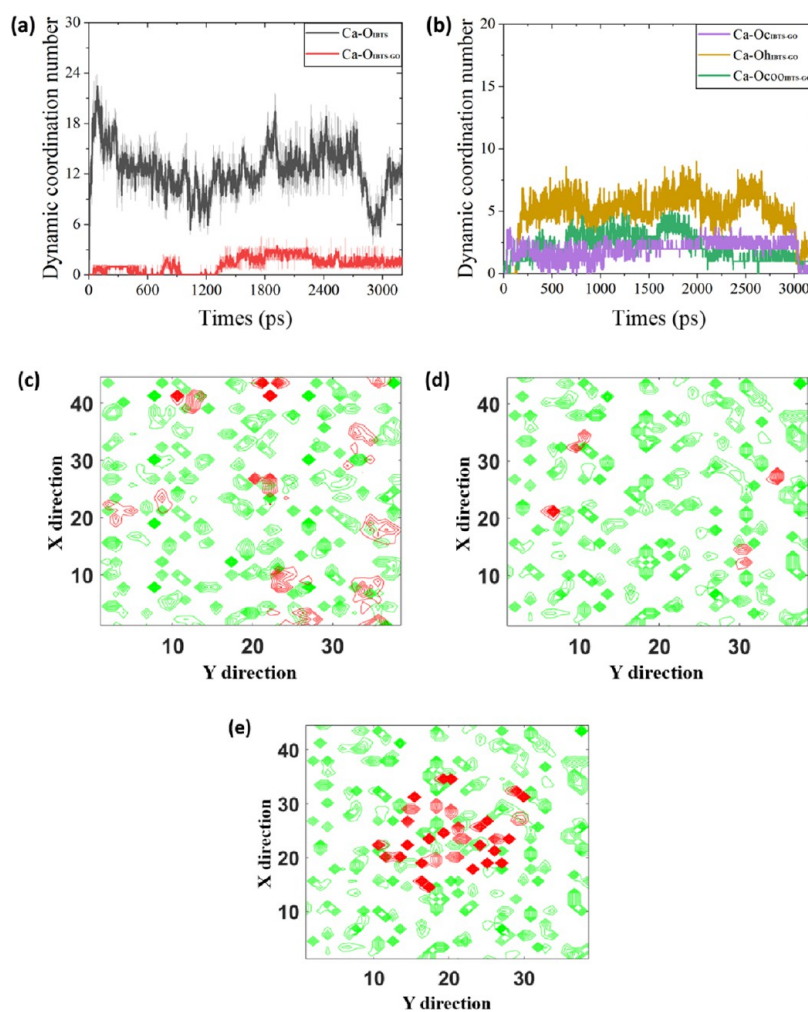 (a)
Dynamic coordination number
30
24
18
12
6
0
Ca-OIBTS
Ca-OIBTS-GO
0 600 1200 1800 2400 3000
Times (ps)
(b)
Dynamic coordination number
20
15
10
5
0
Ca-OcIBTS-GO
Ca-OhIBTS-GO
Ca-OcooIBTS-GO
0 500 1000 1500 2000 2500 3000
Times (ps)
(c)
X direction
40
30
20
10
10 20 30
Y direction
(d)
X direction
40
30
20
10
10 20 30
Y direction
(e)
X direction
40
30
20
10
10 20 30
Y direction